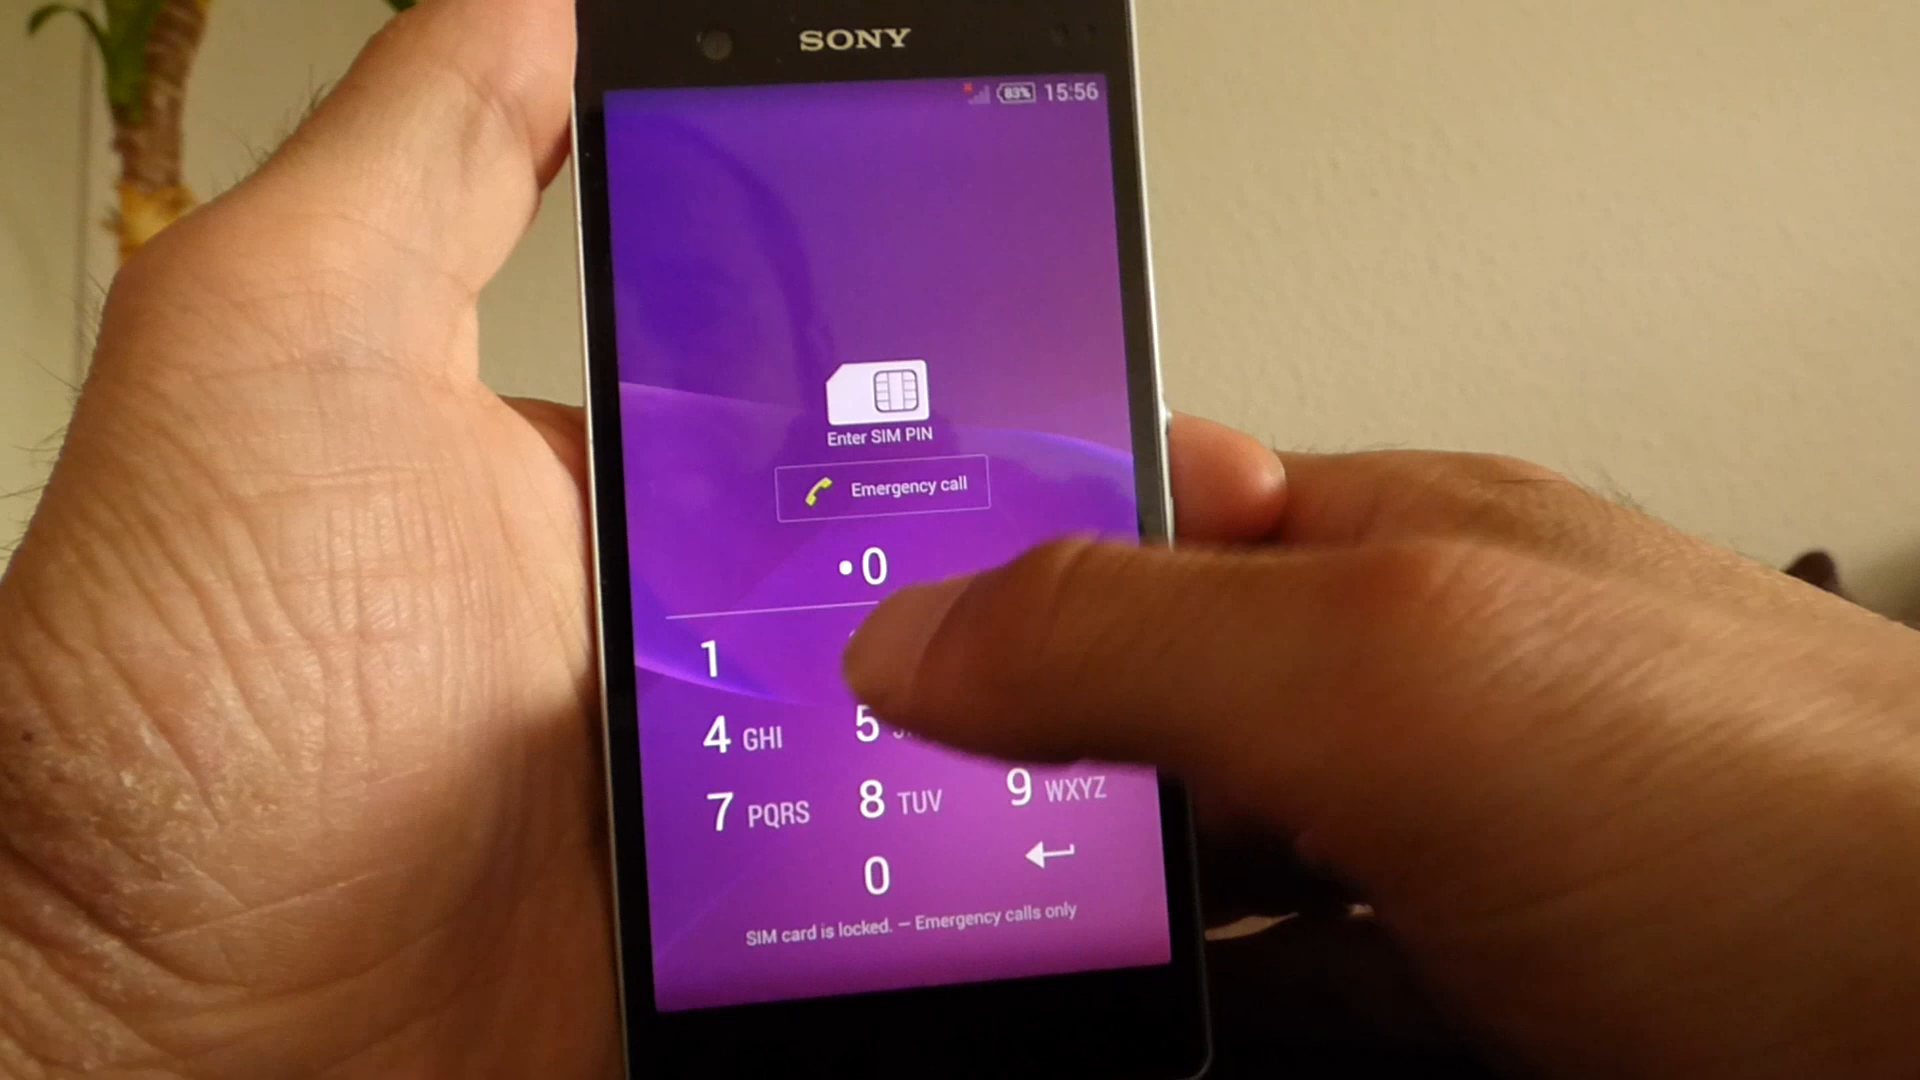 SONY
83% 15:56
Enter SIM PIN
Emergency call
•0
1
4 GHI 5
7 PQRS 8 TUV 9 WXYZ
0
SIM card is locked. — Emergency calls only